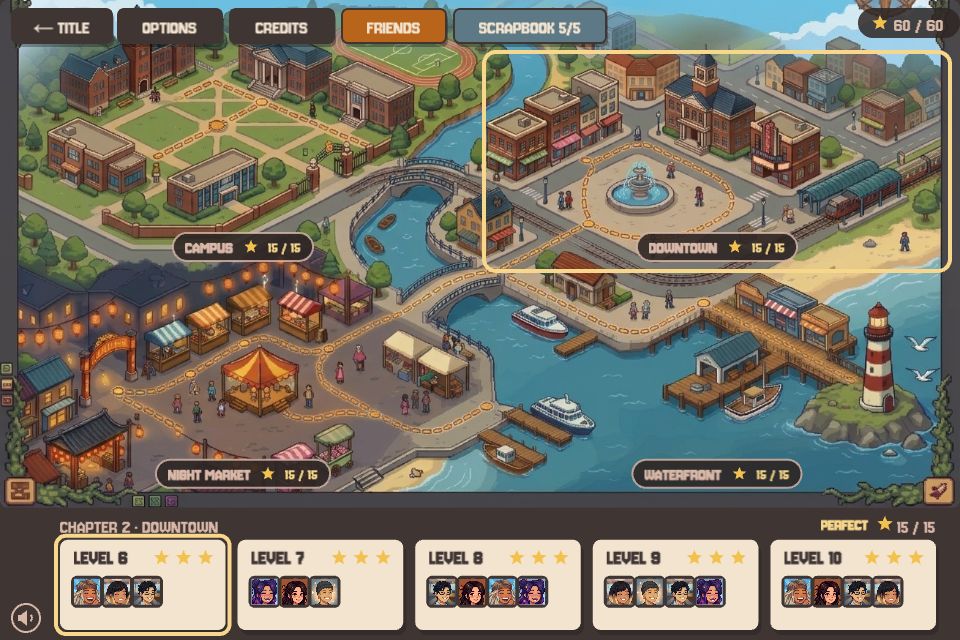 ← TITLE
OPTIONS
CREDITS
FRIENDS
SCRAPBOOK 5/5
★ 60 / 60
CAMPUS ★ 15 / 15
DOWNTOWN ★ 15 / 15
NIGHT MARKET ★ 15 / 15
WATERFRONT ★ 15 / 15
CHAPTER 2 · DOWNTOWN
PERFECT ★ 15 / 15
LEVEL 6
LEVEL 7
LEVEL 8
LEVEL 9
LEVEL 10